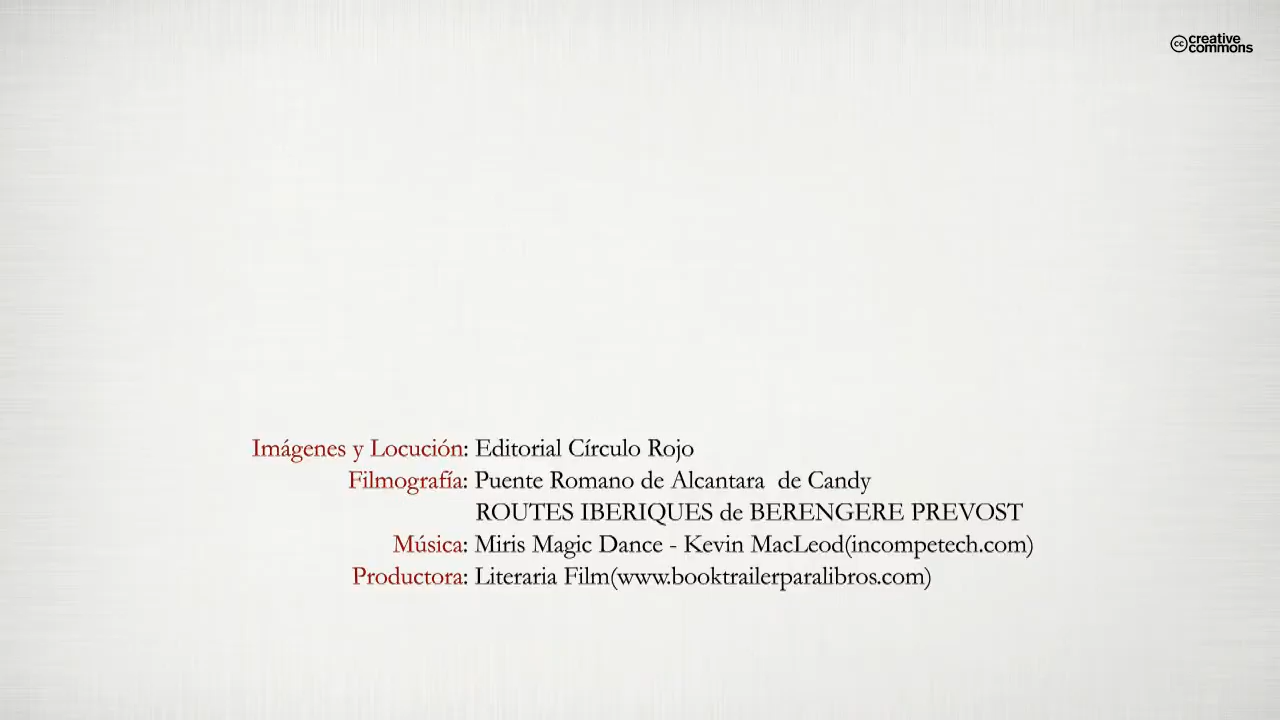 creative
commons
Imágenes y Locución: Editorial Círculo Rojo
Filmografía: Puente Romano de Alcantara  de Candy
ROUTES IBERIQUES de BERENGERE PREVOST
Música: Miris Magic Dance - Kevin MacLeod(incompetech.com)
Productora: Literaria Film(www.booktrailerparalibros.com)